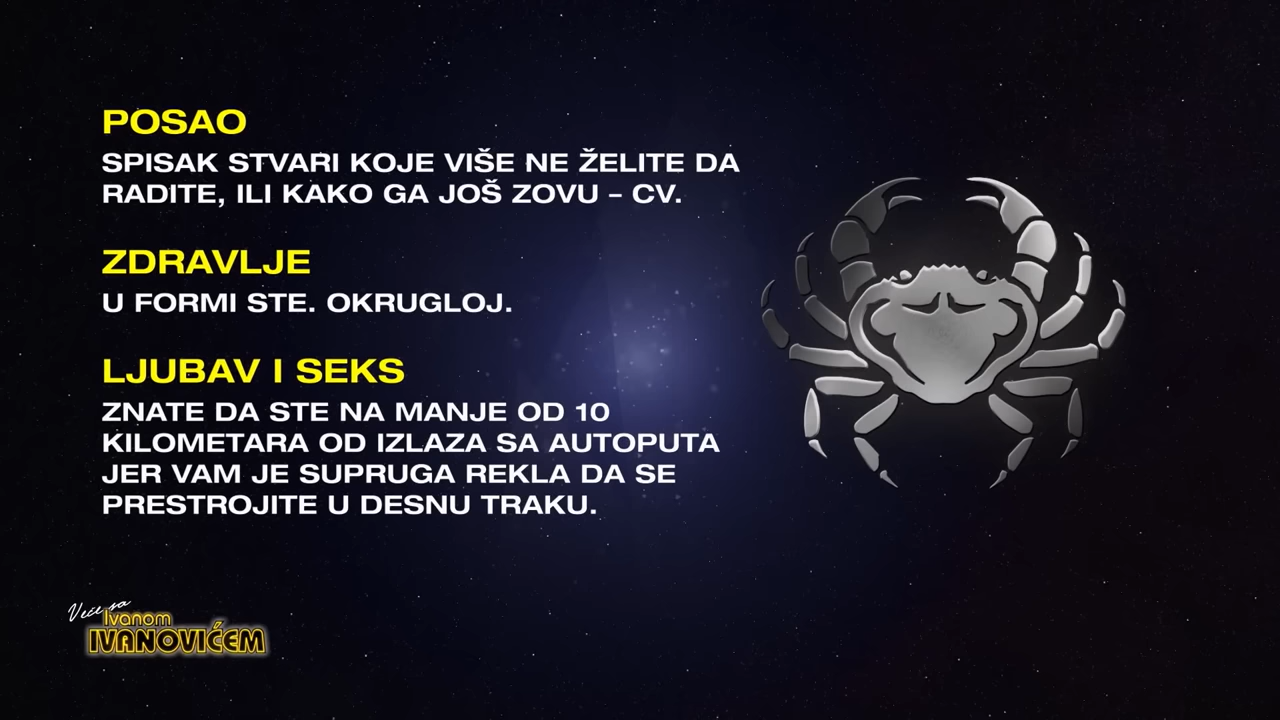 POSAO
SPISAK STVARI KOJE VIŠE NE ŽELITE DA
RADITE, ILI KAKO GA JOŠ ZOVU – CV.
ZDRAVLJE
U FORMI STE. OKRUGLOJ.
LJUBAV I SEKS
ZNATE DA STE NA MANJE OD 10
KILOMETARA OD IZLAZA SA AUTOPUTA
JER VAM JE SUPRUGA REKLA DA SE
PRESTROJITE U DESNU TRAKU.
Veče sa
Ivanom
IVANOVIĆEM